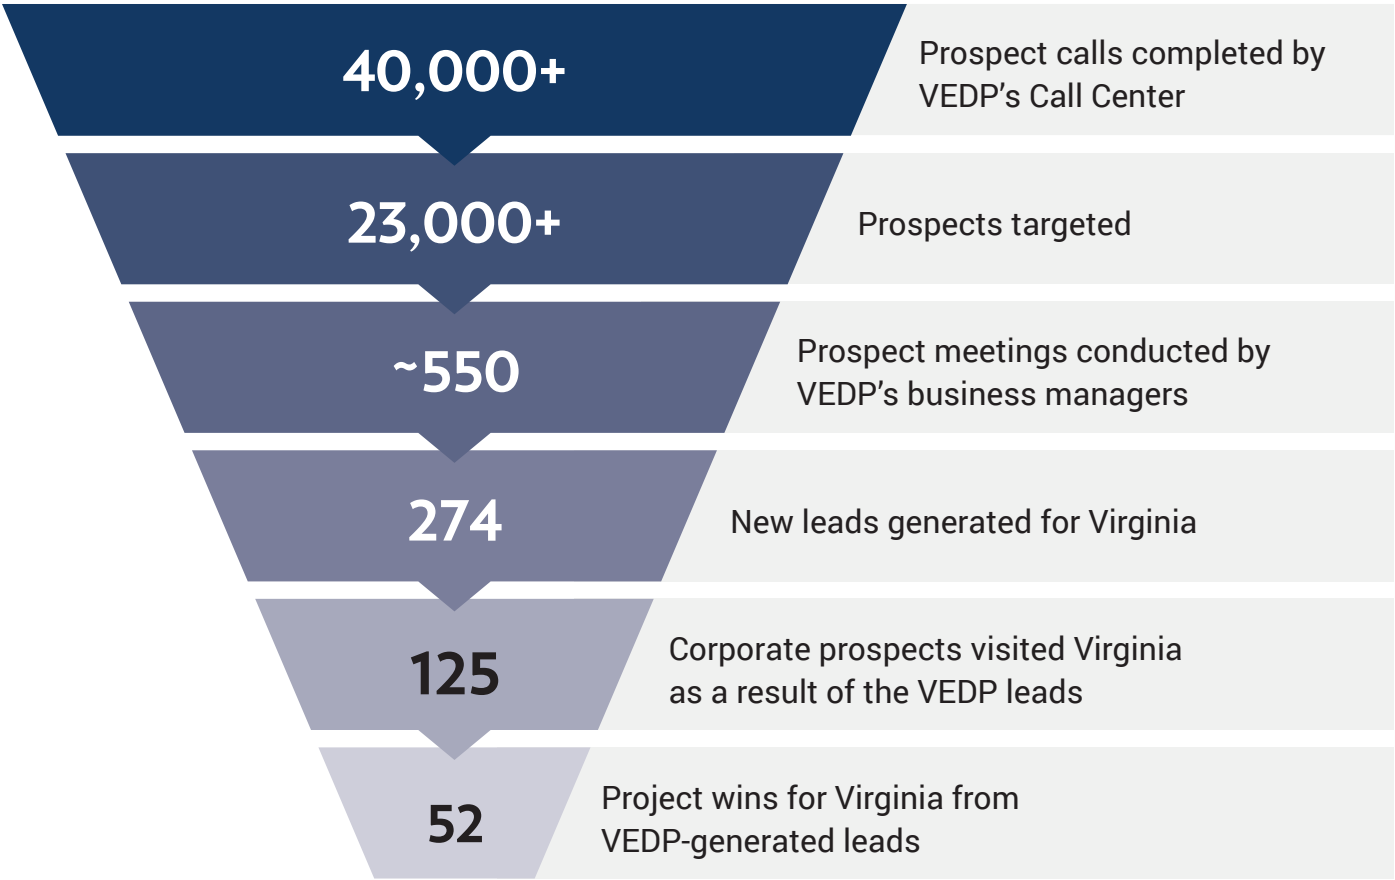 40,000+
Prospect calls completed by
VEDP’s Call Center
23,000+
Prospects targeted
~550
Prospect meetings conducted by
VEDP’s business managers
274
New leads generated for Virginia
125
Corporate prospects visited Virginia
as a result of the VEDP leads
52
Project wins for Virginia from
VEDP-generated leads